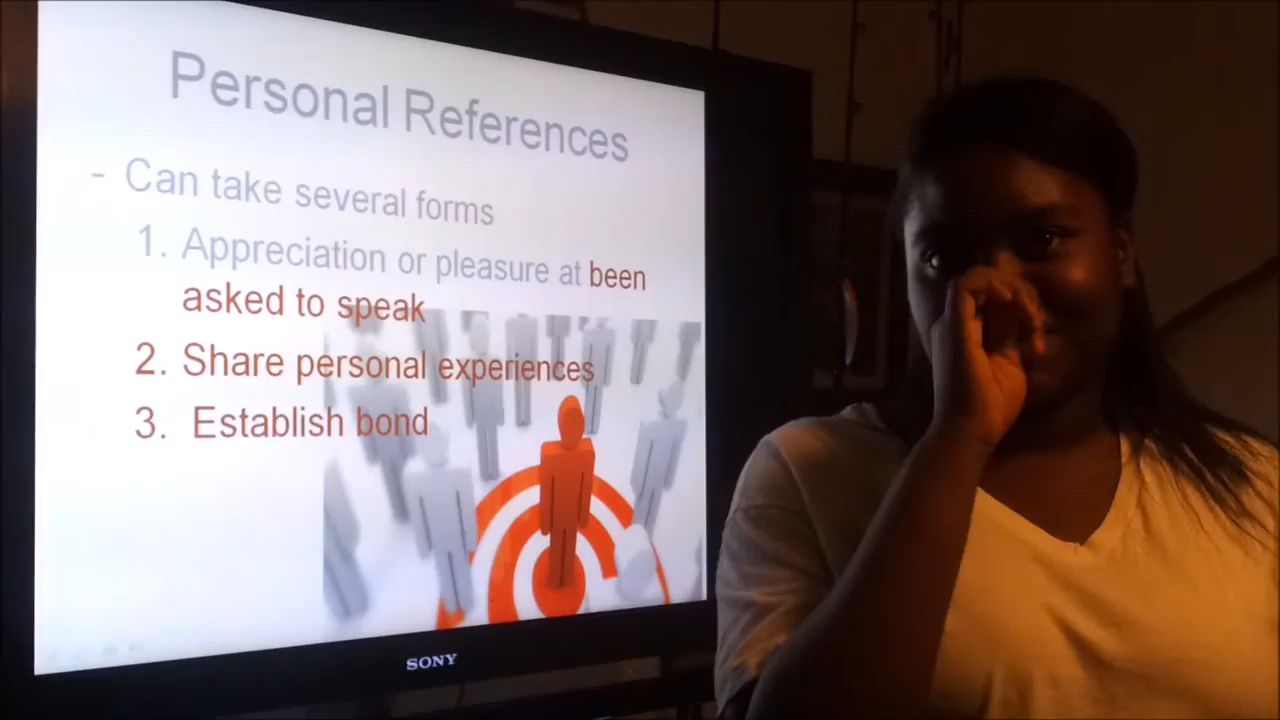 Personal References
- Can take several forms
1. Appreciation or pleasure at been
asked to speak
2. Share personal experiences
3. Establish bond
SONY